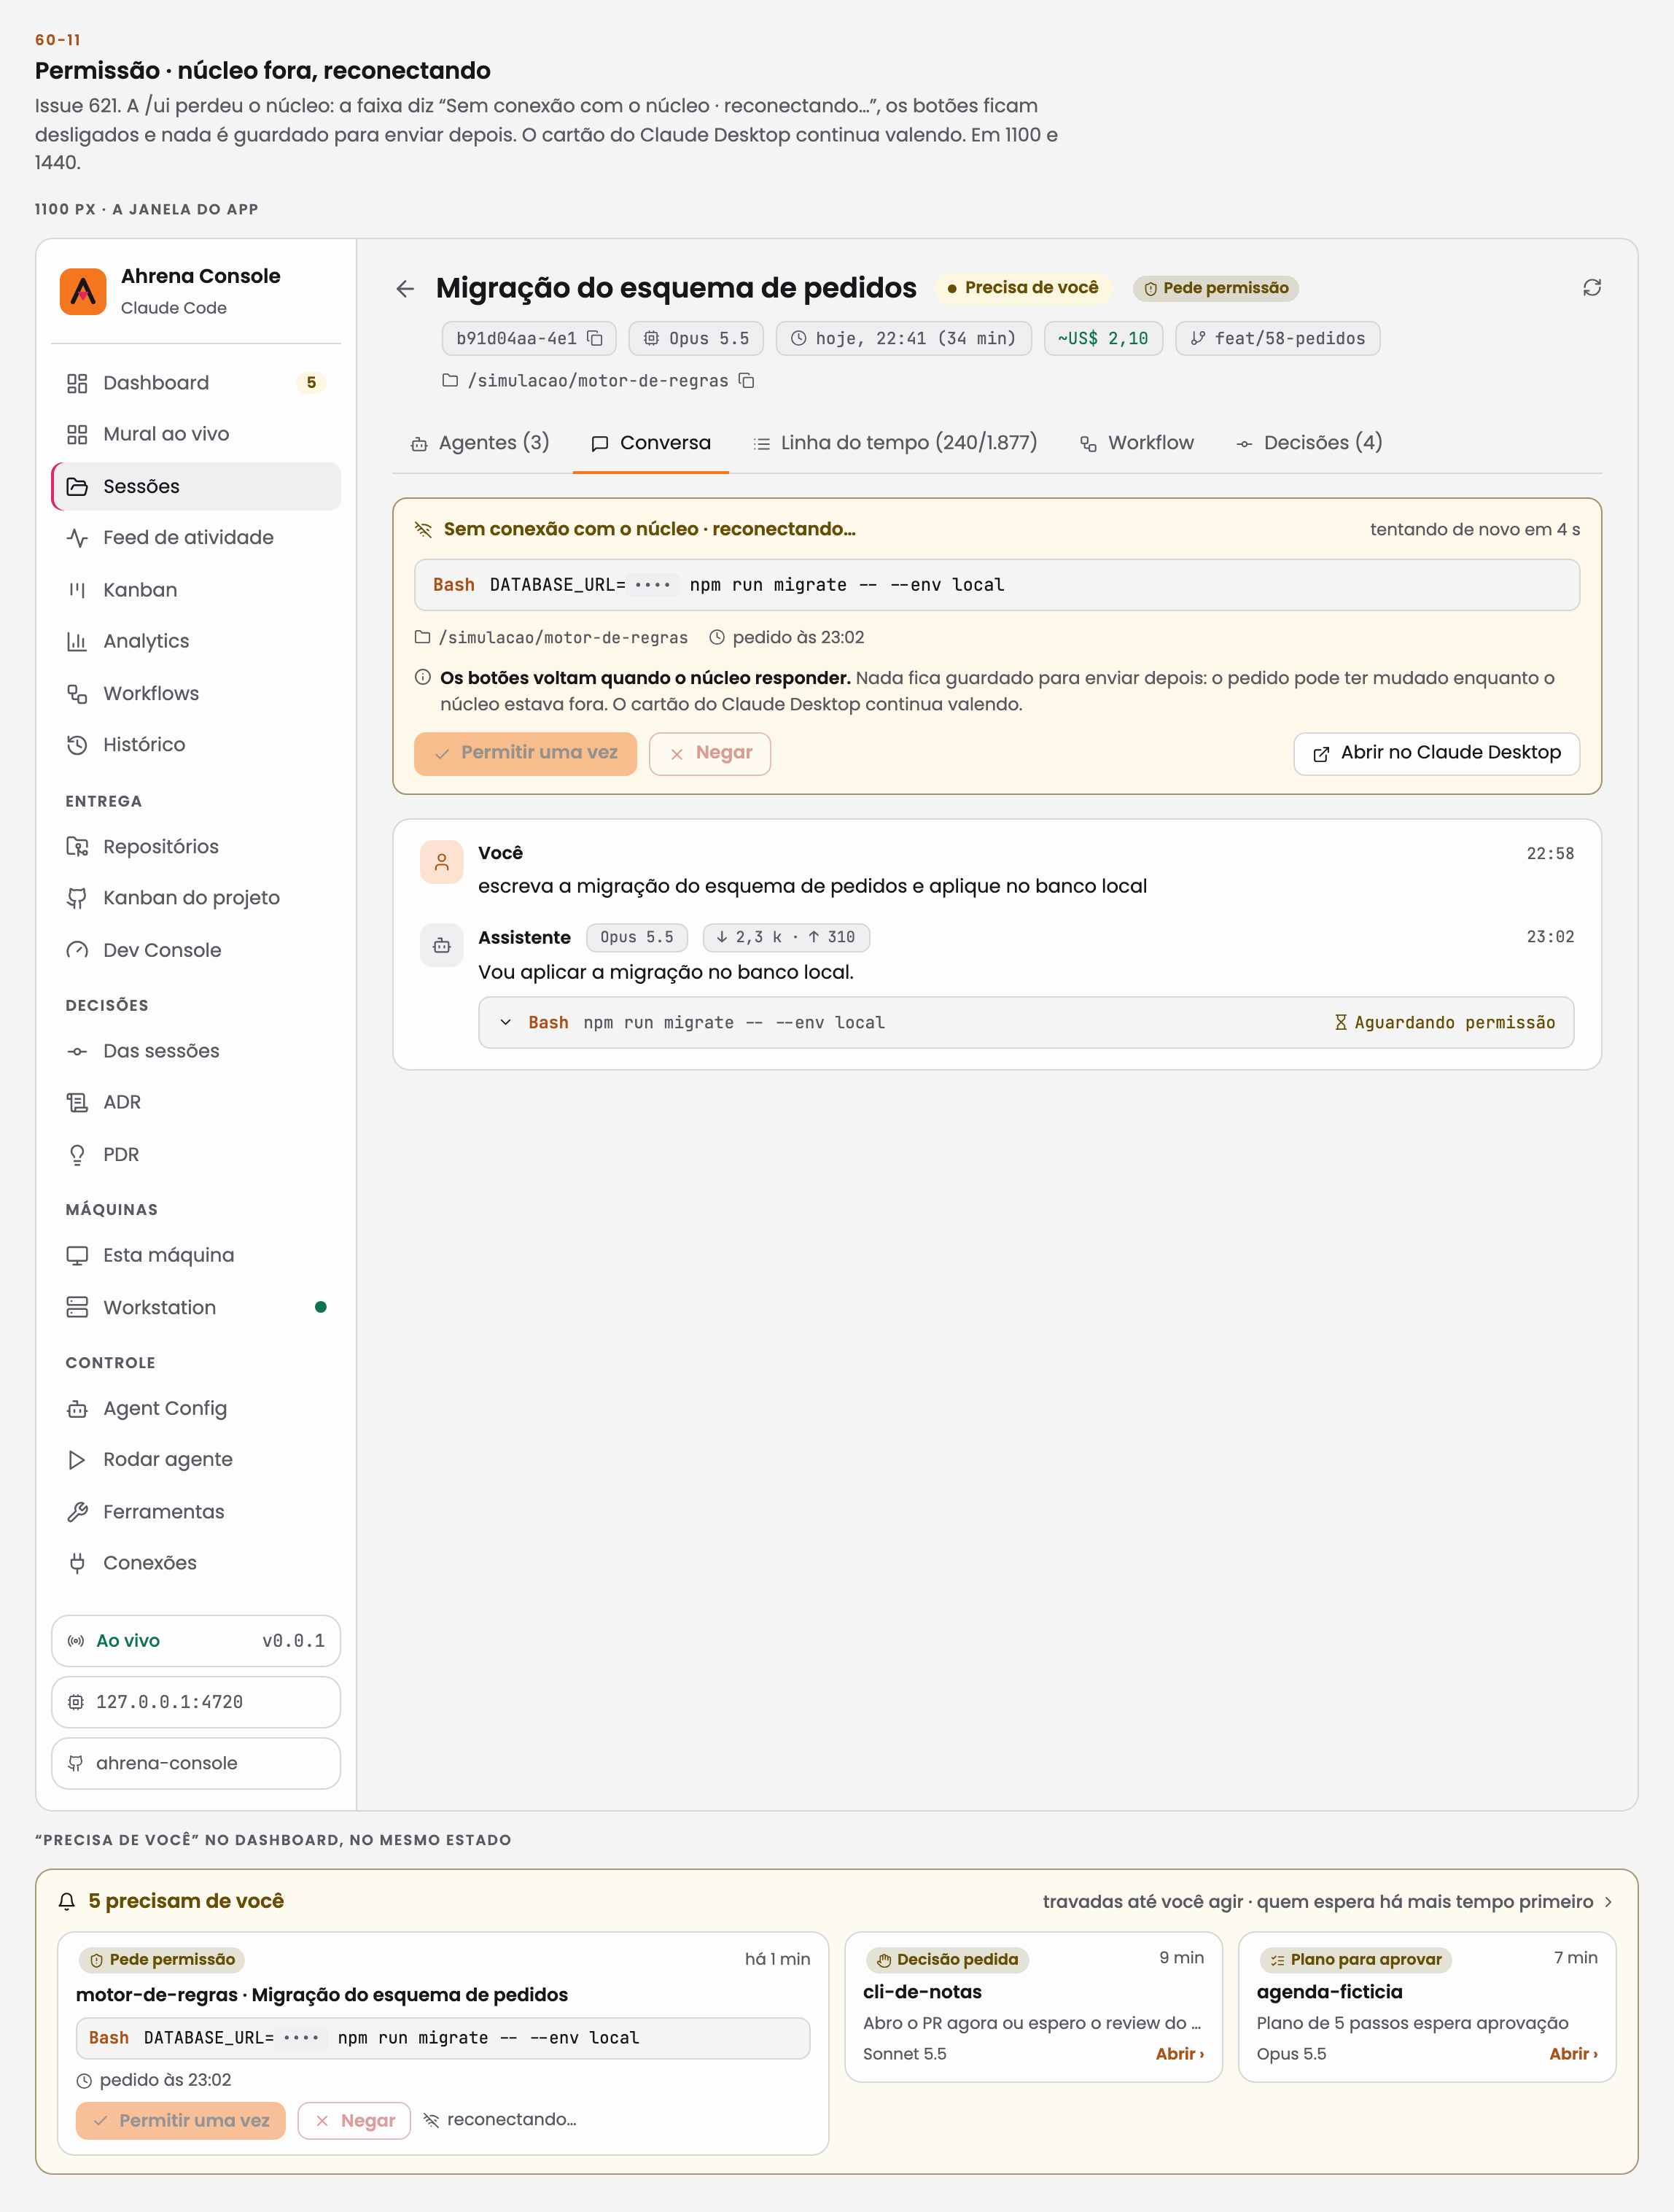 60-11
Permissão · núcleo fora, reconectando
Issue 621. A /ui perdeu o núcleo: a faixa diz “Sem conexão com o núcleo · reconectando…”, os botões ficam
desligados e nada é guardado para enviar depois. O cartão do Claude Desktop continua valendo. Em 1100 e
1440.
1100 PX · A JANELA DO APP
Ahrena Console
Claude Code
Dashboard 5
Mural ao vivo
Sessões
Feed de atividade
Kanban
Analytics
Workflows
Histórico
ENTREGA
Repositórios
Kanban do projeto
Dev Console
DECISÕES
Das sessões
ADR
PDR
MÁQUINAS
Esta máquina
Workstation
CONTROLE
Agent Config
Rodar agente
Ferramentas
Conexões
Ao vivo v0.0.1
127.0.0.1:4720
ahrena-console
Migração do esquema de pedidos Precisa de você Pede permissão
b91d04aa-4e1 Opus 5.5 hoje, 22:41 (34 min) ~US$ 2,10 feat/58-pedidos
/simulacao/motor-de-regras
Agentes (3) Conversa Linha do tempo (240/1.877) Workflow Decisões (4)
Sem conexão com o núcleo · reconectando… tentando de novo em 4 s
Bash DATABASE_URL=•••• npm run migrate -- --env local
/simulacao/motor-de-regras pedido às 23:02
Os botões voltam quando o núcleo responder. Nada fica guardado para enviar depois: o pedido pode ter mudado enquanto o
núcleo estava fora. O cartão do Claude Desktop continua valendo.
Permitir uma vez Negar Abrir no Claude Desktop
Você 22:58
escreva a migração do esquema de pedidos e aplique no banco local
Assistente Opus 5.5 ↓ 2,3 k · ↑ 310 23:02
Vou aplicar a migração no banco local.
Bash npm run migrate -- --env local Aguardando permissão
“PRECISA DE VOCÊ” NO DASHBOARD, NO MESMO ESTADO
5 precisam de você travadas até você agir · quem espera há mais tempo primeiro ›
Pede permissão há 1 min
motor-de-regras · Migração do esquema de pedidos
Bash DATABASE_URL=•••• npm run migrate -- --env local
pedido às 23:02
Permitir uma vez Negar reconectando…
Decisão pedida 9 min
cli-de-notas
Abro o PR agora ou espero o review do …
Sonnet 5.5 Abrir ›
Plano para aprovar 7 min
agenda-ficticia
Plano de 5 passos espera aprovação
Opus 5.5 Abrir ›